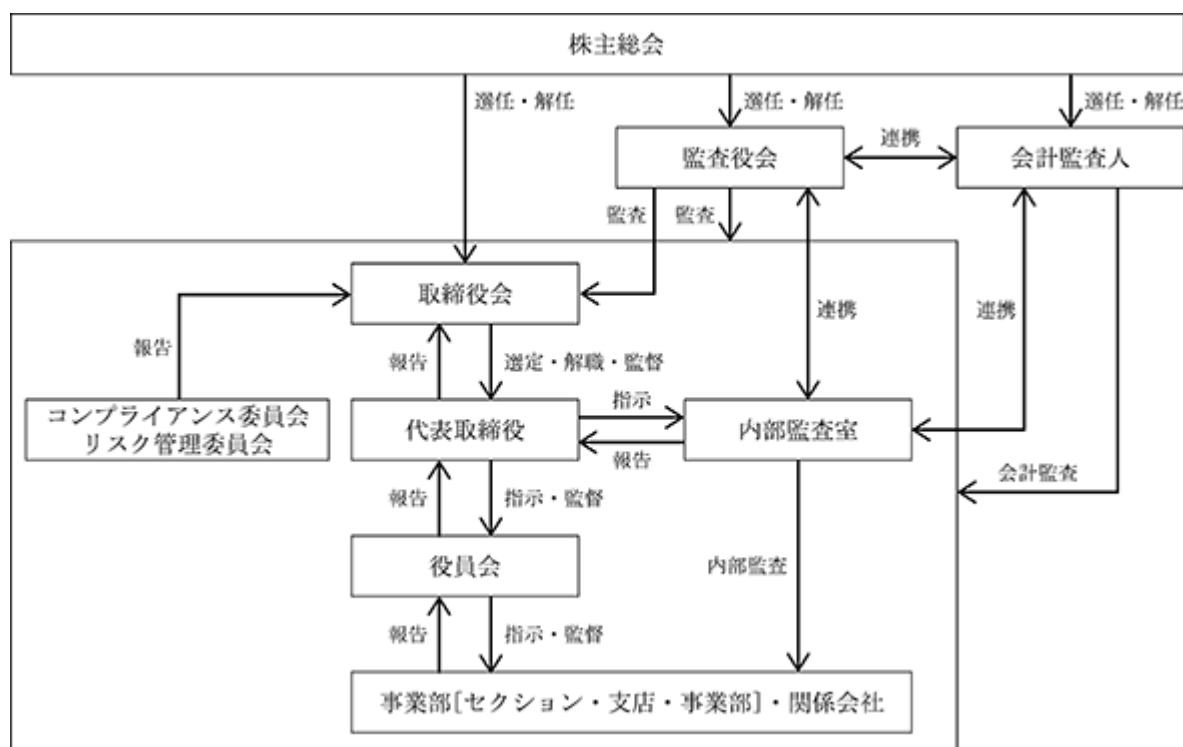 株主総会
選任・解任
選任・解任
選任・解任
監査役会
連携
会計監査人
監査
監査
取締役会
連携
連携
報告
報告
選定・解職・監督
コンプライアンス委員会
リスク管理委員会
代表取締役
指示
報告
内部監査室
会計監査
報告
指示・監督
役員会
内部監査
報告
指示・監督
事業部[セクション・支店・事業部]・関係会社